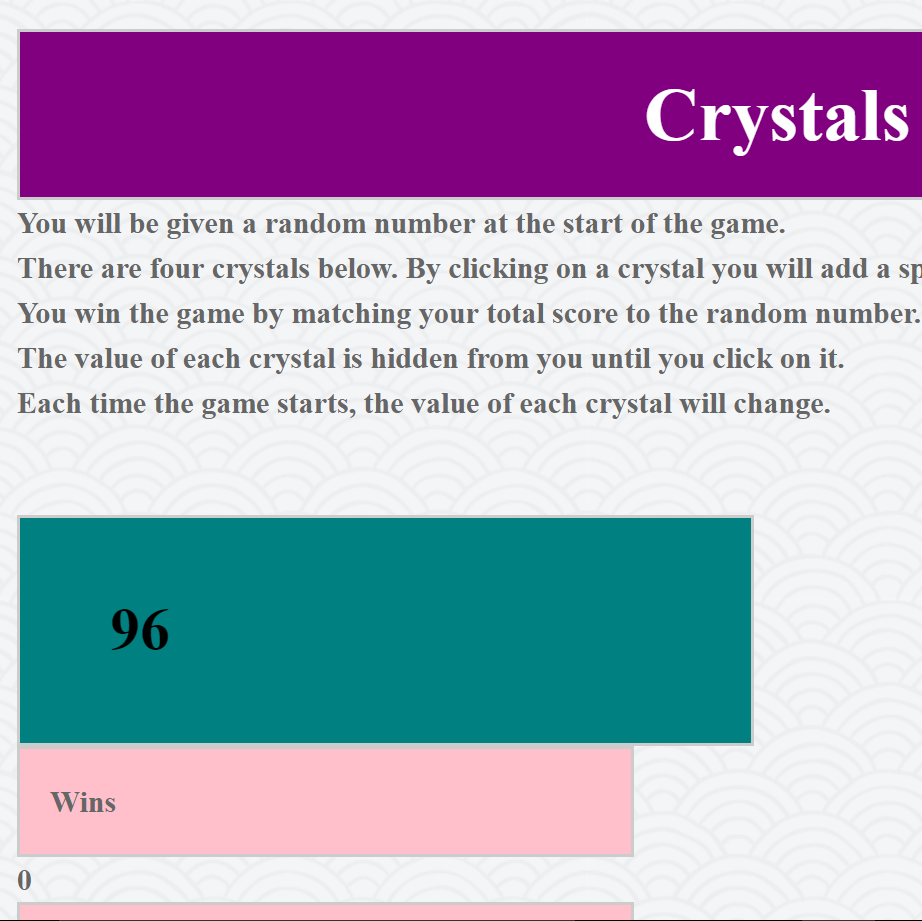 Crystals
You will be given a random number at the start of the game.
There are four crystals below. By clicking on a crystal you will add a sp
You win the game by matching your total score to the random number.
The value of each crystal is hidden from you until you click on it.
Each time the game starts, the value of each crystal will change.
96
Wins
0